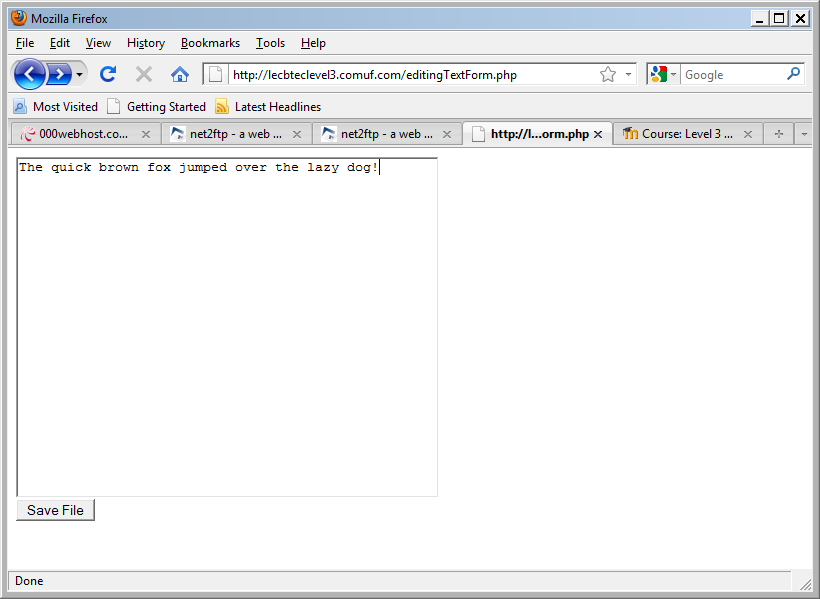 Mozilla Firefox
File Edit View History Bookmarks Tools Help
http://lecbteclevel3.comuf.com/editingTextForm.php Google
Most Visited Getting Started Latest Headlines
000webhost.co... net2ftp - a web ... net2ftp - a web ... http://l...orm.php Course: Level 3 ...
The quick brown fox jumped over the lazy dog!
Save File
Done